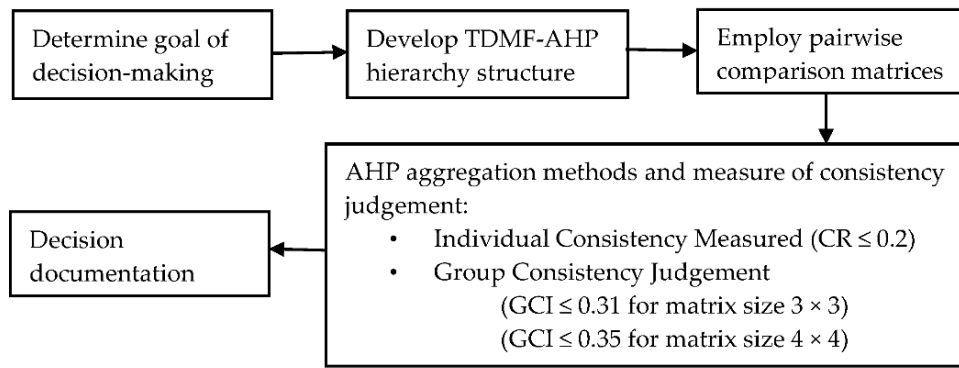 Determine goal of
decision-making
Develop TDMF-AHP
hierarchy structure
Employ pairwise
comparison matrices
AHP aggregation methods and measure of consistency
judgement:
• Individual Consistency Measured (CR ≤ 0.2)
• Group Consistency Judgement
(GCI ≤ 0.31 for matrix size 3 × 3)
(GCI ≤ 0.35 for matrix size 4 × 4)
Decision
documentation